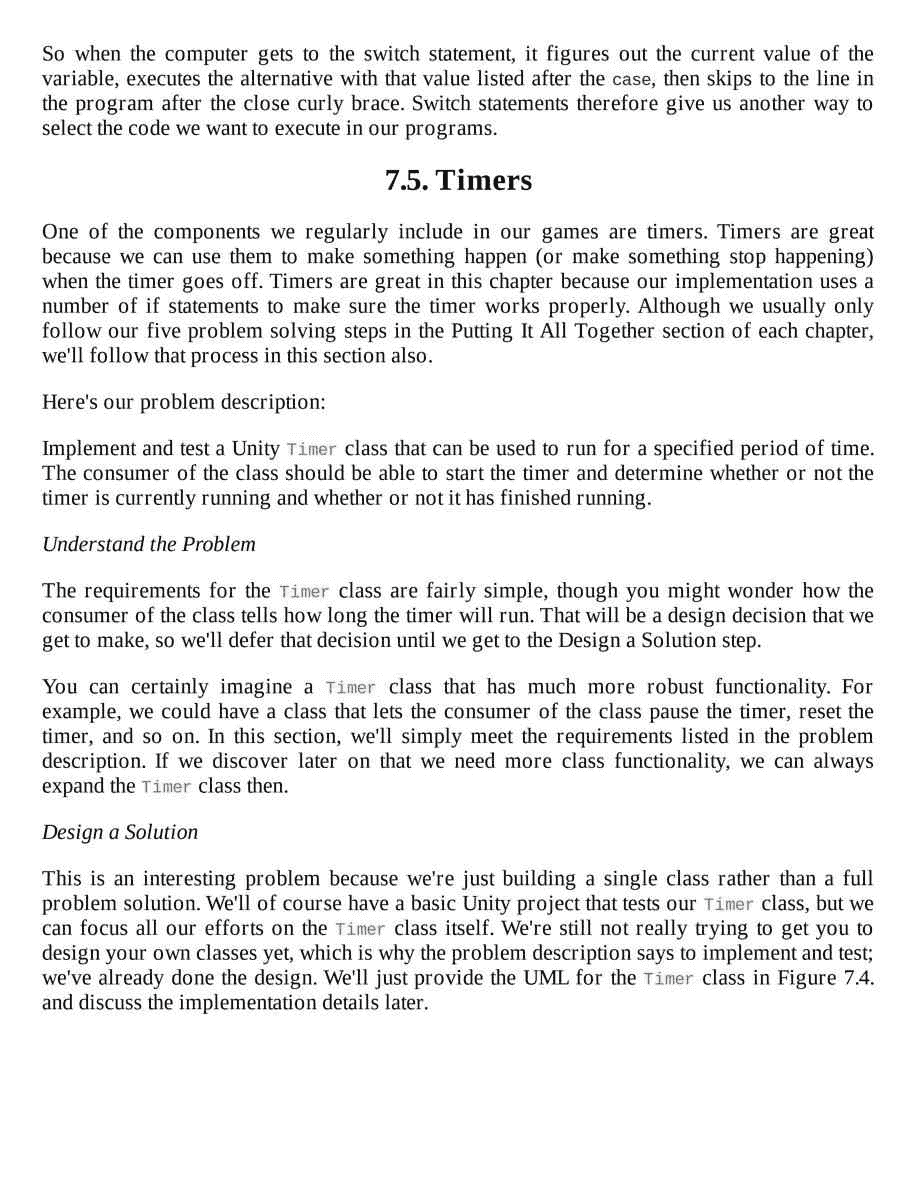 So when the computer gets to the switch statement, it figures out the current value of the
variable, executes the alternative with that value listed after the case, then skips to the line in
the program after the close curly brace. Switch statements therefore give us another way to
select the code we want to execute in our programs.
7.5. Timers
One of the components we regularly include in our games are timers. Timers are great
because we can use them to make something happen (or make something stop happening)
when the timer goes off. Timers are great in this chapter because our implementation uses a
number of if statements to make sure the timer works properly. Although we usually only
follow our five problem solving steps in the Putting It All Together section of each chapter,
we'll follow that process in this section also.
Here's our problem description:
Implement and test a Unity Timer class that can be used to run for a specified period of time.
The consumer of the class should be able to start the timer and determine whether or not the
timer is currently running and whether or not it has finished running.
Understand the Problem
The requirements for the Timer class are fairly simple, though you might wonder how the
consumer of the class tells how long the timer will run. That will be a design decision that we
get to make, so we'll defer that decision until we get to the Design a Solution step.
You can certainly imagine a Timer class that has much more robust functionality. For
example, we could have a class that lets the consumer of the class pause the timer, reset the
timer, and so on. In this section, we'll simply meet the requirements listed in the problem
description. If we discover later on that we need more class functionality, we can always
expand the Timer class then.
Design a Solution
This is an interesting problem because we're just building a single class rather than a full
problem solution. We'll of course have a basic Unity project that tests our Timer class, but we
can focus all our efforts on the Timer class itself. We're still not really trying to get you to
design your own classes yet, which is why the problem description says to implement and test;
we've already done the design. We'll just provide the UML for the Timer class in Figure 7.4.
and discuss the implementation details later.